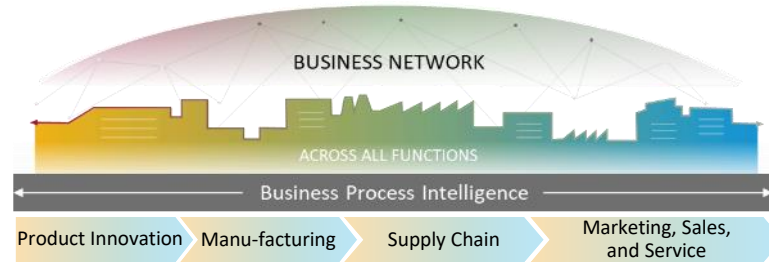 BUSINESS NETWORK
ACROSS ALL FUNCTIONS
Business Process Intelligence
Product Innovation
Manu-facturing
Supply Chain
Marketing, Sales,
and Service